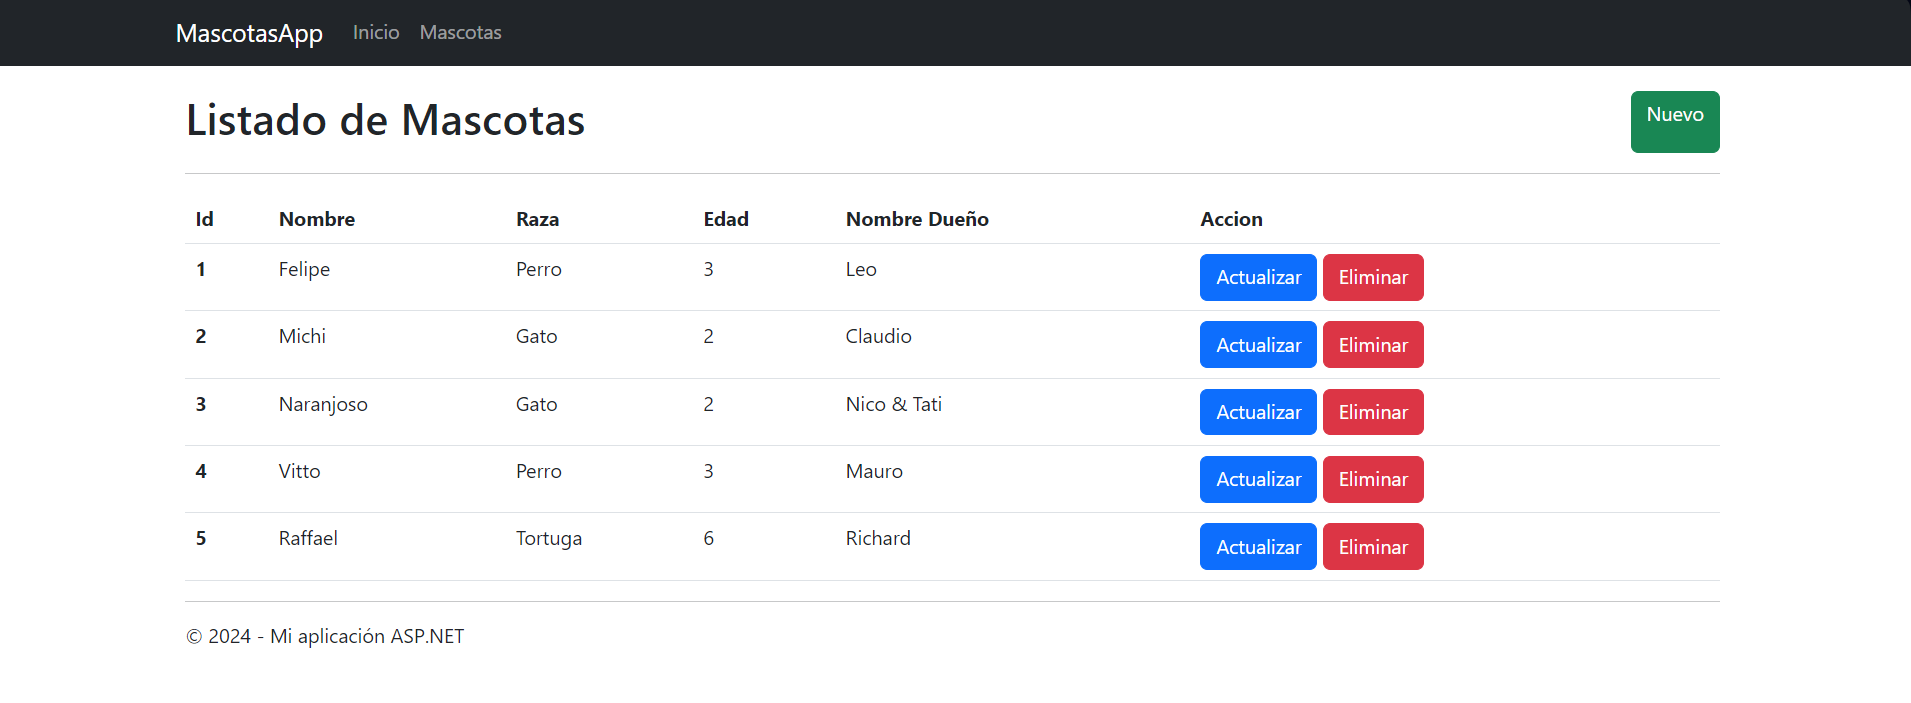 MascotasApp Inicio Mascotas
Listado de Mascotas Nuevo
Id Nombre Raza Edad Nombre Dueño Accion
1 Felipe Perro 3 Leo Actualizar Eliminar
2 Michi Gato 2 Claudio Actualizar Eliminar
3 Naranjoso Gato 2 Nico & Tati Actualizar Eliminar
4 Vitto Perro 3 Mauro Actualizar Eliminar
5 Raffael Tortuga 6 Richard Actualizar Eliminar
© 2024 - Mi aplicación ASP.NET